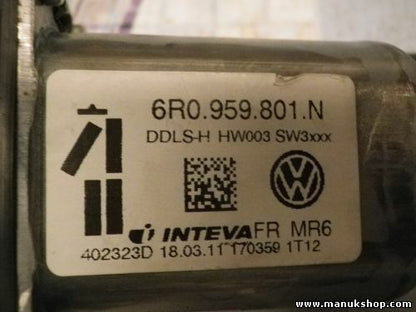 6R0.959.801.N
DDLS-H HW003 SW3xxx
INTEVA FR MR6
402323D 18.03.11 170359 1T12
www.manukshop.com